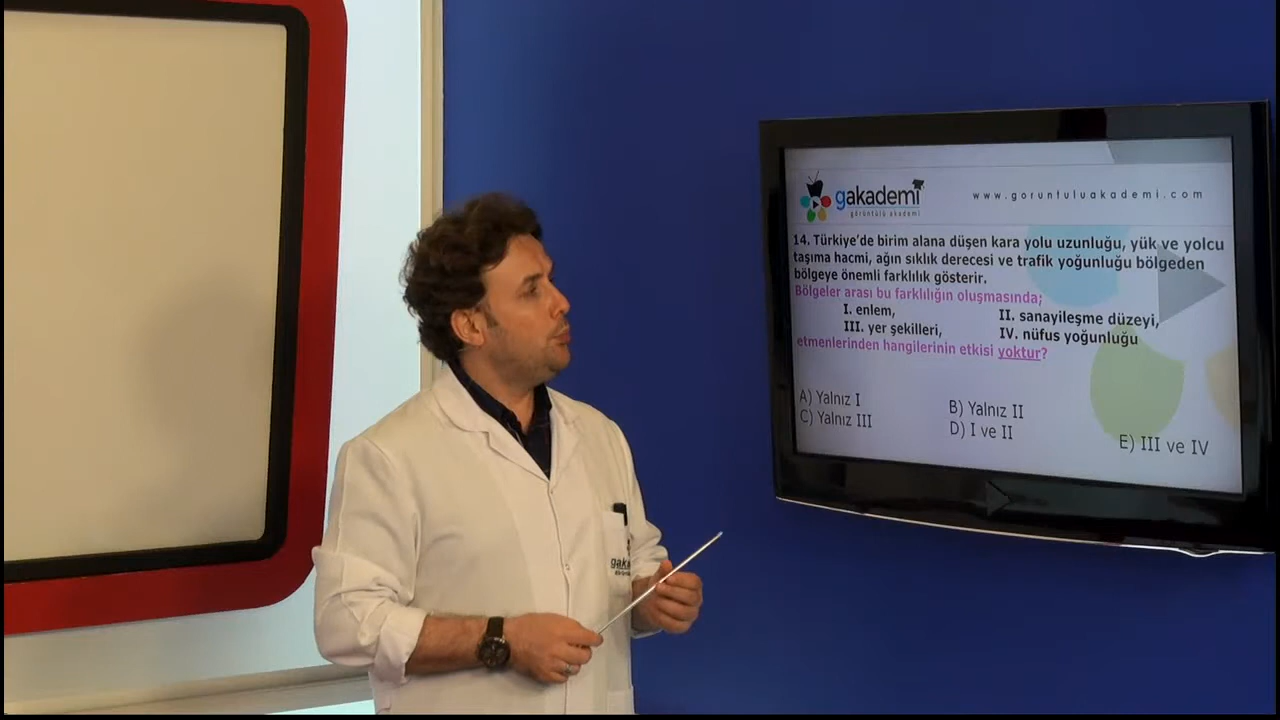 gakademi
görüntülü akademi
www.goruntuluakademi.com
14. Türkiye’de birim alana düşen kara yolu uzunluğu, yük ve yolcu
taşıma hacmi, ağın sıklık derecesi ve trafik yoğunluğu bölgeden
bölgeye önemli farklılık gösterir.
Bölgeler arası bu farklılığın oluşmasında;
I. enlem, II. sanayileşme düzeyi,
III. yer şekilleri, IV. nüfus yoğunluğu
etmenlerinden hangilerinin etkisi yoktur?
A) Yalnız I B) Yalnız II
C) Yalnız III D) I ve II E) III ve IV